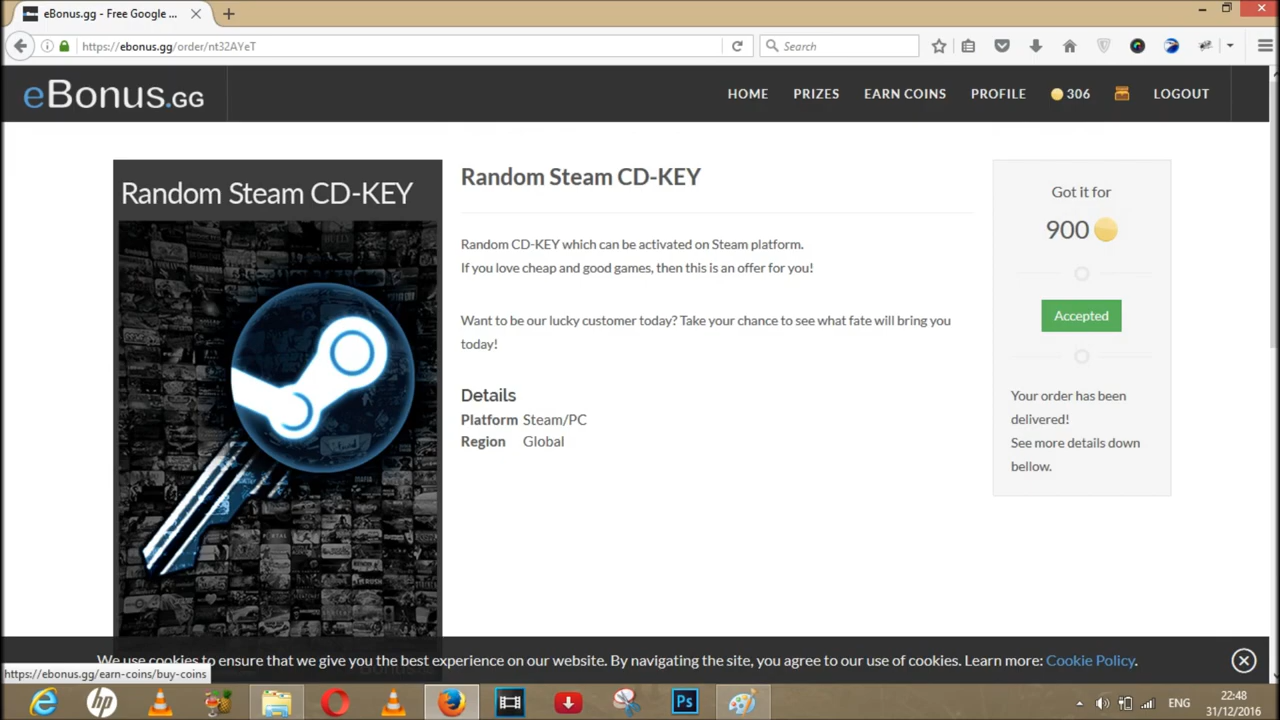 eBonus.gg - Free Google ...
https://ebonus.gg/order/nt32AYeT
Search
eBonus.GG
HOME
PRIZES
EARN COINS
PROFILE
306
LOGOUT
Random Steam CD-KEY
Random Steam CD-KEY
Random CD-KEY which can be activated on Steam platform.
If you love cheap and good games, then this is an offer for you!
Want to be our lucky customer today? Take your chance to see what fate will bring you
today!
Details
Platform Steam/PC
Region Global
Got it for
900
Accepted
Your order has been
delivered!
See more details down
bellow.
We use cookies to ensure that we give you the best experience on our website. By navigating the site, you agree to our use of cookies. Learn more: Cookie Policy.
https://ebonus.gg/earn-coins/buy-coins
hp
Ps
ENG
22:48
31/12/2016